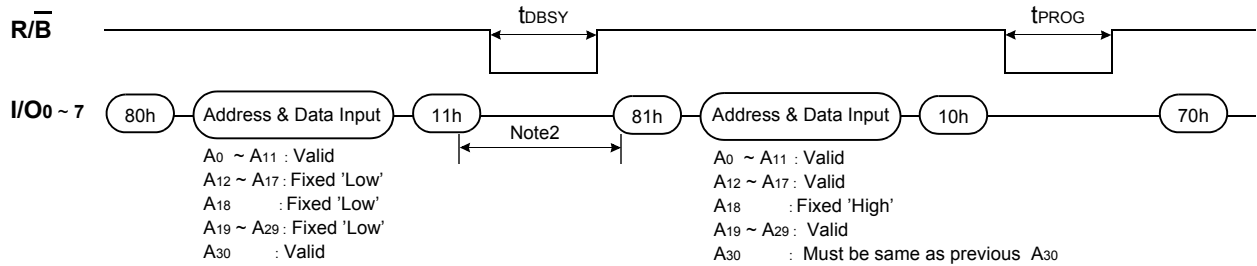 tDBSY tPROG
R/B
I/O0 ~ 7 80h Address & Data Input 11h 81h Address & Data Input 10h 70h
Note2
A0 ~ A11 : Valid
A12 ~ A17 : Fixed 'Low'
A18 : Fixed 'Low'
A19 ~ A29 : Fixed 'Low'
A30 : Valid
A0 ~ A11 : Valid
A12 ~ A17 : Valid
A18 : Fixed ’High’
A19 ~ A29 : Valid
A30 : Must be same as previous A30